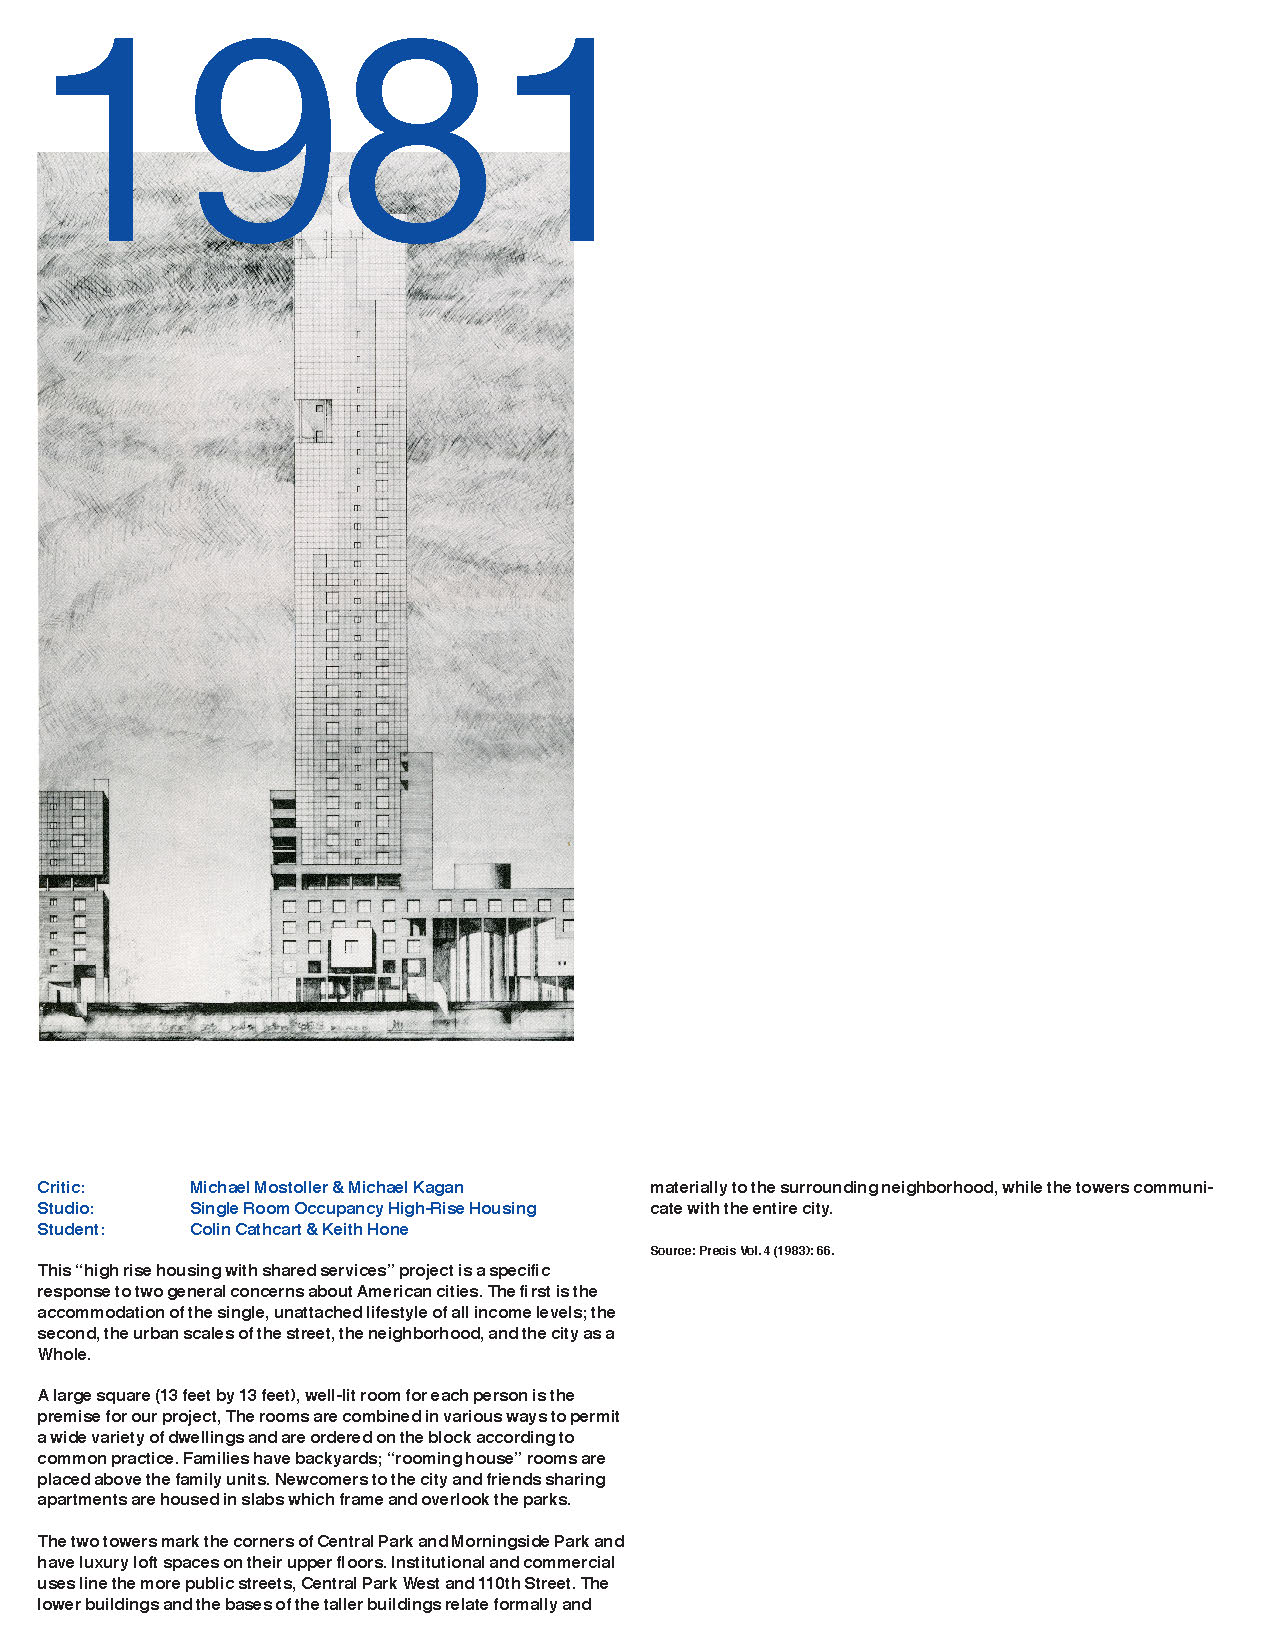 1981
Critic: Michael Mostoller & Michael Kagan
Studio: Single Room Occupancy High-Rise Housing
Student: Colin Cathcart & Keith Hone
This “high rise housing with shared services” project is a specific
response to two general concerns about American cities. The first is the
accommodation of the single, unattached lifestyle of all income levels; the
second, the urban scales of the street, the neighborhood, and the city as a
Whole.
A large square (13 feet by 13 feet), well-lit room for each person is the
premise for our project, The rooms are combined in various ways to permit
a wide variety of dwellings and are ordered on the block according to
common practice. Families have backyards; “rooming house” rooms are
placed above the family units. Newcomers to the city and friends sharing
apartments are housed in slabs which frame and overlook the parks.
The two towers mark the corners of Central Park and Morningside Park and
have luxury loft spaces on their upper floors. Institutional and commercial
uses line the more public streets, Central Park West and 110th Street. The
lower buildings and the bases of the taller buildings relate formally and
materially to the surrounding neighborhood, while the towers communi-
cate with the entire city.
Source: Precis Vol. 4 (1983): 66.